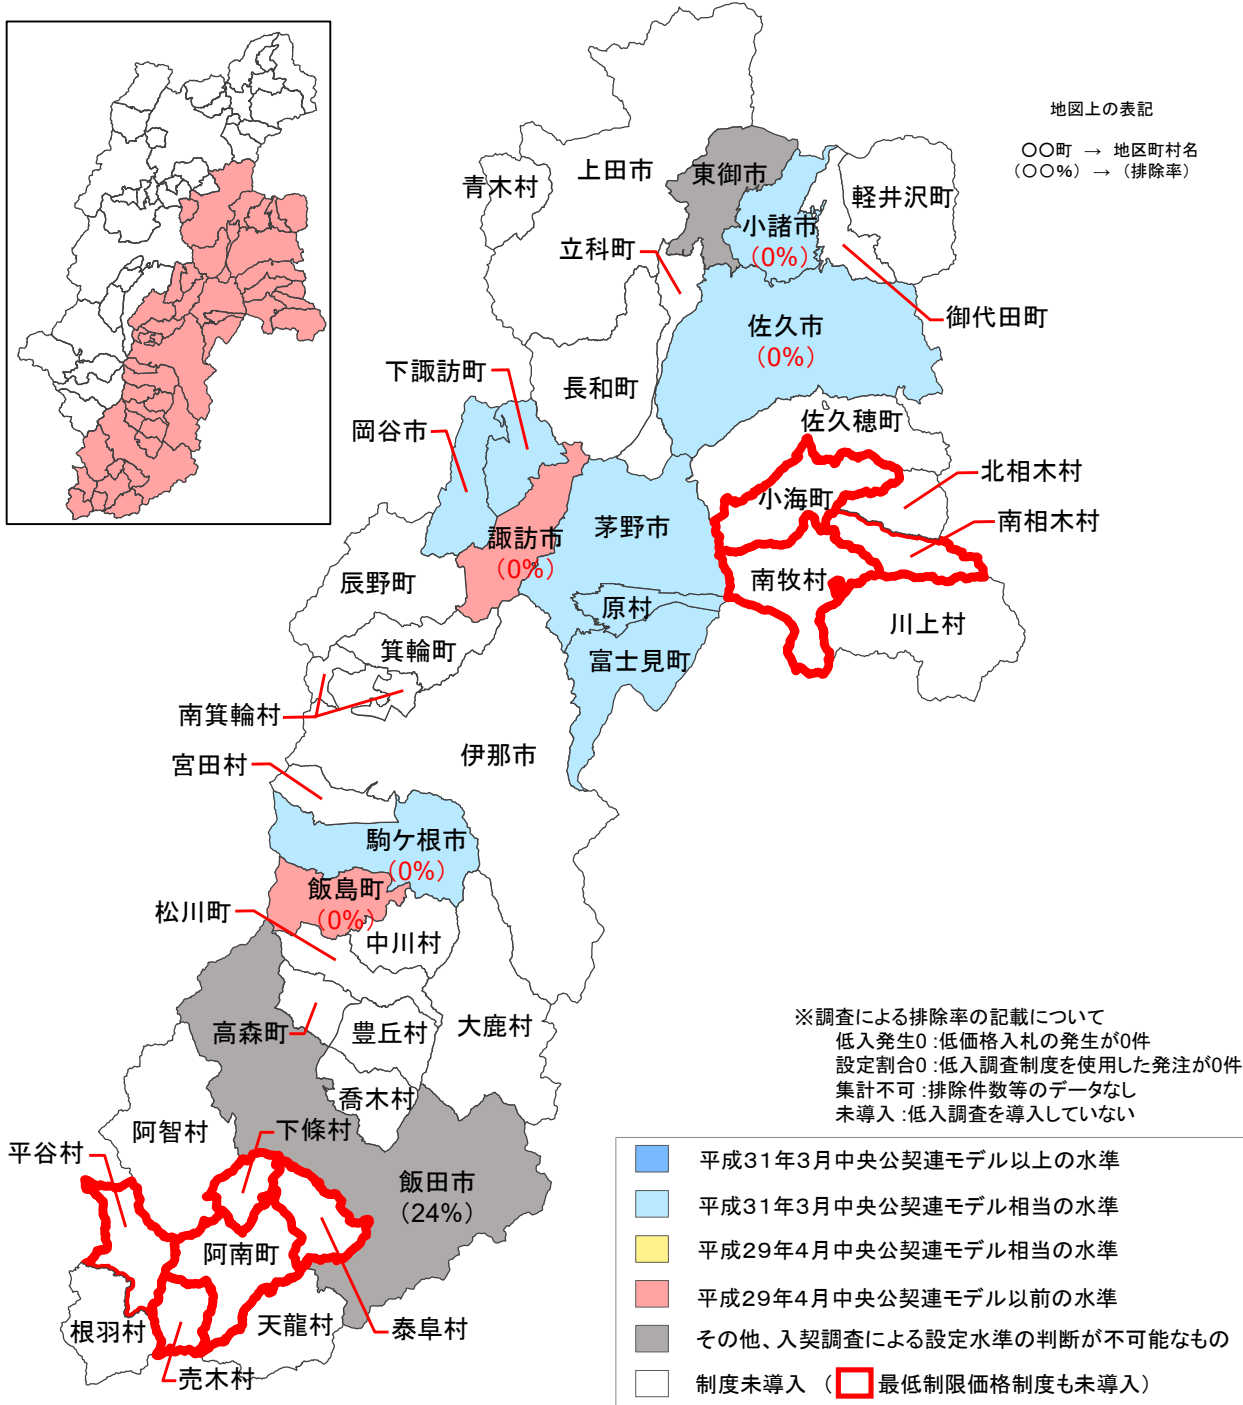 地図上の表記
〇〇町 → 地区町村名
(〇〇%) → (排除率)
上田市
東御市
青木村
軽井沢町
小諸市
(0%)
立科町
御代田町
佐久市
(0%)
下諏訪町
長和町
岡谷市
佐久穂町
北相木村
小海町
南相木村
諏訪市
(0%)
茅野市
辰野町
南牧村
原村
川上村
箕輪町
富士見町
南箕輪村
伊那市
宮田村
駒ケ根市
(0%)
飯島町
(0%)
松川町
中川村
高森町
豊丘村
大鹿村
喬木村
阿智村
下條村
平谷村
飯田市
(24%)
阿南町
根羽村
天龍村
泰阜村
売木村
※調査による排除率の記載について
低入発生0:低価格入札の発生が0件
設定割合0:低入調査制度を使用した発注が0件
集計不可:排除件数等のデータなし
未導入:低入調査を導入していない
平成31年3月中央公契連モデル以上の水準
平成31年3月中央公契連モデル相当の水準
平成29年4月中央公契連モデル相当の水準
平成29年4月中央公契連モデル以前の水準
その他、入契調査による設定水準の判断が不可能なもの
制度未導入 ( 最低制限価格制度も未導入)